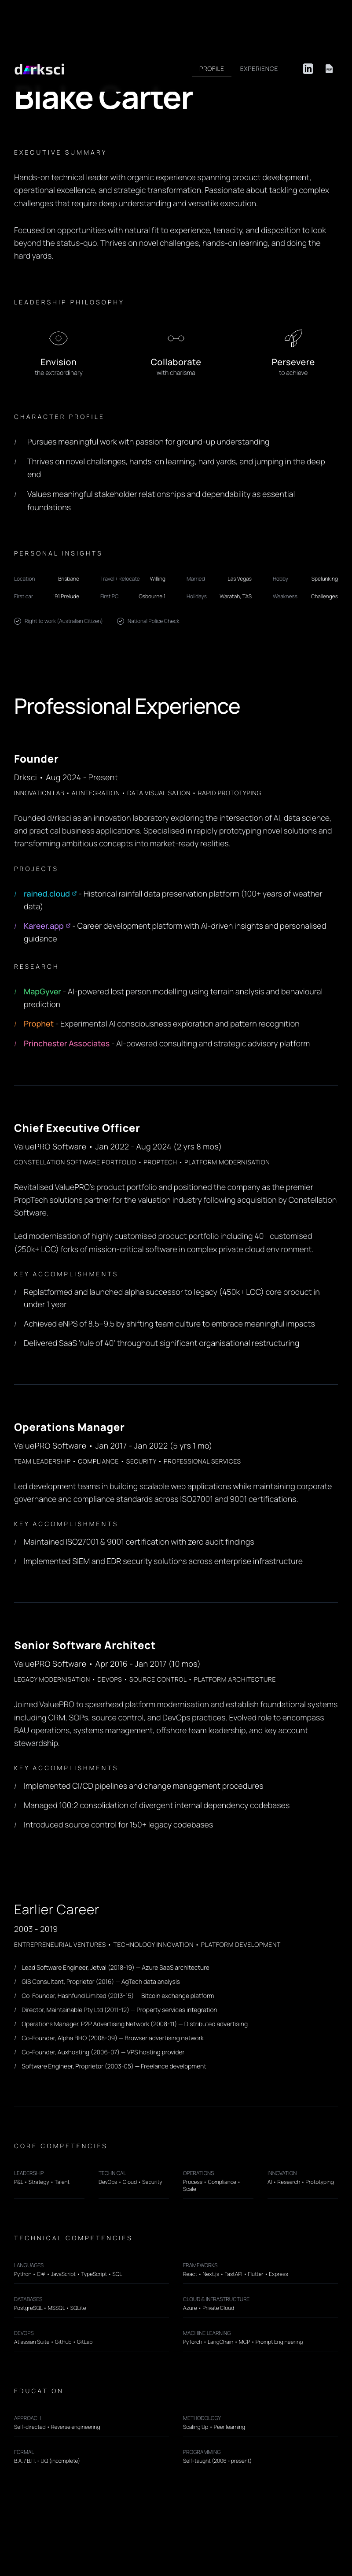 d/rksci
PROFILE
EXPERIENCE
in
Blake Carter
EXECUTIVE SUMMARY
Hands-on technical leader with organic experience spanning product development,
operational excellence, and strategic transformation. Passionate about tackling complex
challenges that require deep understanding and versatile execution.
Focused on opportunities with natural fit to experience, tenacity, and disposition to look
beyond the status-quo. Thrives on novel challenges, hands-on learning, and doing the
hard yards.
LEADERSHIP PHILOSOPHY
Envision
the extraordinary
Collaborate
with charisma
Persevere
to achieve
CHARACTER PROFILE
/ Pursues meaningful work with passion for ground-up understanding
/ Thrives on novel challenges, hands-on learning, hard yards, and jumping in the deep
end
/ Values meaningful stakeholder relationships and dependability as essential
foundations
PERSONAL INSIGHTS
Location Brisbane Travel / Relocate Willing Married Las Vegas Hobby Spelunking
First car '91 Prelude First PC Osbourne 1 Holidays Waratah, TAS Weakness Challenges
Right to work (Australian Citizen) National Police Check
Professional Experience
Founder
Drksci • Aug 2024 - Present
INNOVATION LAB • AI INTEGRATION • DATA VISUALISATION • RAPID PROTOTYPING
Founded d/rksci as an innovation laboratory exploring the intersection of AI, data science,
and practical business applications. Specialised in rapidly prototyping novel solutions and
transforming ambitious concepts into market-ready realities.
PROJECTS
/ rained.cloud - Historical rainfall data preservation platform (100+ years of weather
data)
/ Kareer.app - Career development platform with AI-driven insights and personalised
guidance
RESEARCH
/ MapGyver - AI-powered lost person modelling using terrain analysis and behavioural
prediction
/ Prophet - Experimental AI consciousness exploration and pattern recognition
/ Princhester Associates - AI-powered consulting and strategic advisory platform
Chief Executive Officer
ValuePRO Software • Jan 2022 - Aug 2024 (2 yrs 8 mos)
CONSTELLATION SOFTWARE PORTFOLIO • PROPTECH • PLATFORM MODERNISATION
Revitalised ValuePRO's product portfolio and positioned the company as the premier
PropTech solutions partner for the valuation industry following acquisition by Constellation
Software.
Led modernisation of highly customised product portfolio including 40+ customised
(250k+ LOC) forks of mission-critical software in complex private cloud environment.
KEY ACCOMPLISHMENTS
/ Replatformed and launched alpha successor to legacy (450k+ LOC) core product in
under 1 year
/ Achieved eNPS of 8.5–9.5 by shifting team culture to embrace meaningful impacts
/ Delivered SaaS 'rule of 40' throughout significant organisational restructuring
Operations Manager
ValuePRO Software • Jan 2017 - Jan 2022 (5 yrs 1 mo)
TEAM LEADERSHIP • COMPLIANCE • SECURITY • PROFESSIONAL SERVICES
Led development teams in building scalable web applications while maintaining corporate
governance and compliance standards across ISO27001 and 9001 certifications.
KEY ACCOMPLISHMENTS
/ Maintained ISO27001 & 9001 certification with zero audit findings
/ Implemented SIEM and EDR security solutions across enterprise infrastructure
Senior Software Architect
ValuePRO Software • Apr 2016 - Jan 2017 (10 mos)
LEGACY MODERNISATION • DEVOPS • SOURCE CONTROL • PLATFORM ARCHITECTURE
Joined ValuePRO to spearhead platform modernisation and establish foundational systems
including CRM, SOPs, source control, and DevOps practices. Evolved role to encompass
BAU operations, systems management, offshore team leadership, and key account
stewardship.
KEY ACCOMPLISHMENTS
/ Implemented CI/CD pipelines and change management procedures
/ Managed 100:2 consolidation of divergent internal dependency codebases
/ Introduced source control for 150+ legacy codebases
Earlier Career
2003 - 2019
ENTREPRENEURIAL VENTURES • TECHNOLOGY INNOVATION • PLATFORM DEVELOPMENT
/ Lead Software Engineer, Jetval (2018-19) — Azure SaaS architecture
/ GIS Consultant, Proprietor (2016) — AgTech data analysis
/ Co-Founder, Hashfund Limited (2013-15) — Bitcoin exchange platform
/ Director, Maintainable Pty Ltd (2011-12) — Property services integration
/ Operations Manager, P2P Advertising Network (2008-11) — Distributed advertising
/ Co-Founder, Alpha BHO (2008-09) — Browser advertising network
/ Co-Founder, Auxhosting (2006-07) — VPS hosting provider
/ Software Engineer, Proprietor (2003-05) — Freelance development
CORE COMPETENCIES
LEADERSHIP
P&L • Strategy • Talent
TECHNICAL
DevOps • Cloud • Security
OPERATIONS
Process • Compliance •
Scale
INNOVATION
AI • Research • Prototyping
TECHNICAL COMPETENCIES
LANGUAGES
Python • C# • JavaScript • TypeScript • SQL
FRAMEWORKS
React • Next.js • FastAPI • Flutter • Express
DATABASES
PostgreSQL • MSSQL • SQLite
CLOUD & INFRASTRUCTURE
Azure • Private Cloud
DEVOPS
Atlassian Suite • GitHub • GitLab
MACHINE LEARNING
PyTorch • LangChain • MCP • Prompt Engineering
EDUCATION
APPROACH
Self-directed • Reverse engineering
METHODOLOGY
Scaling Up • Peer learning
FORMAL
B.A. / B.IT - UQ (incomplete)
PROGRAMMING
Self-taught (2006 - present)